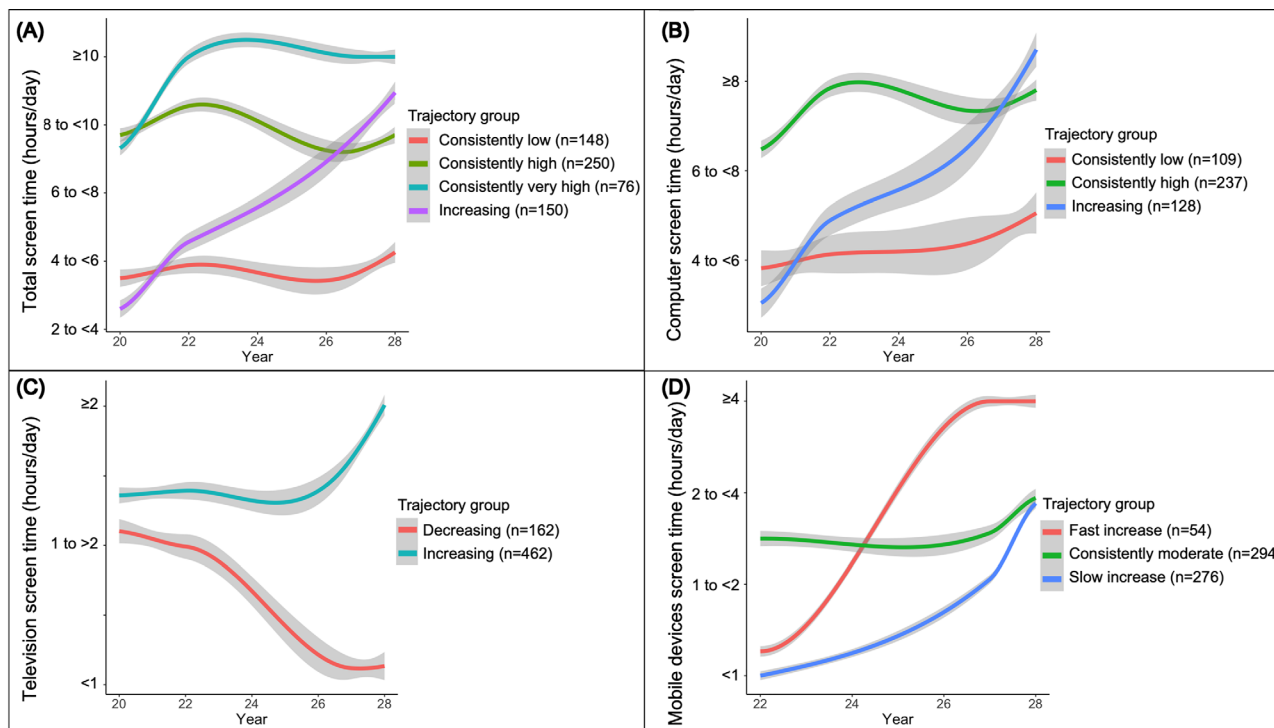 (A)
Total screen time (hours/day)
≥10
8 to <10
6 to <8
4 to <6
2 to <4
20
22
24
26
28
Year
Trajectory group
Consistently low (n=148)
Consistently high (n=250)
Consistently very high (n=76)
Increasing (n=150)
(B)
Computer screen time (hours/day)
≥8
6 to <8
4 to <6
20
22
24
26
28
Year
Trajectory group
Consistently low (n=109)
Consistently high (n=237)
Increasing (n=128)
(C)
Television screen time (hours/day)
≥2
1 to >2
<1
20
22
24
26
28
Year
Trajectory group
Decreasing (n=162)
Increasing (n=462)
(D)
Mobile devices screen time (hours/day)
≥4
2 to <4
1 to <2
<1
22
24
26
28
Year
Trajectory group
Fast increase (n=54)
Consistently moderate (n=294)
Slow increase (n=276)